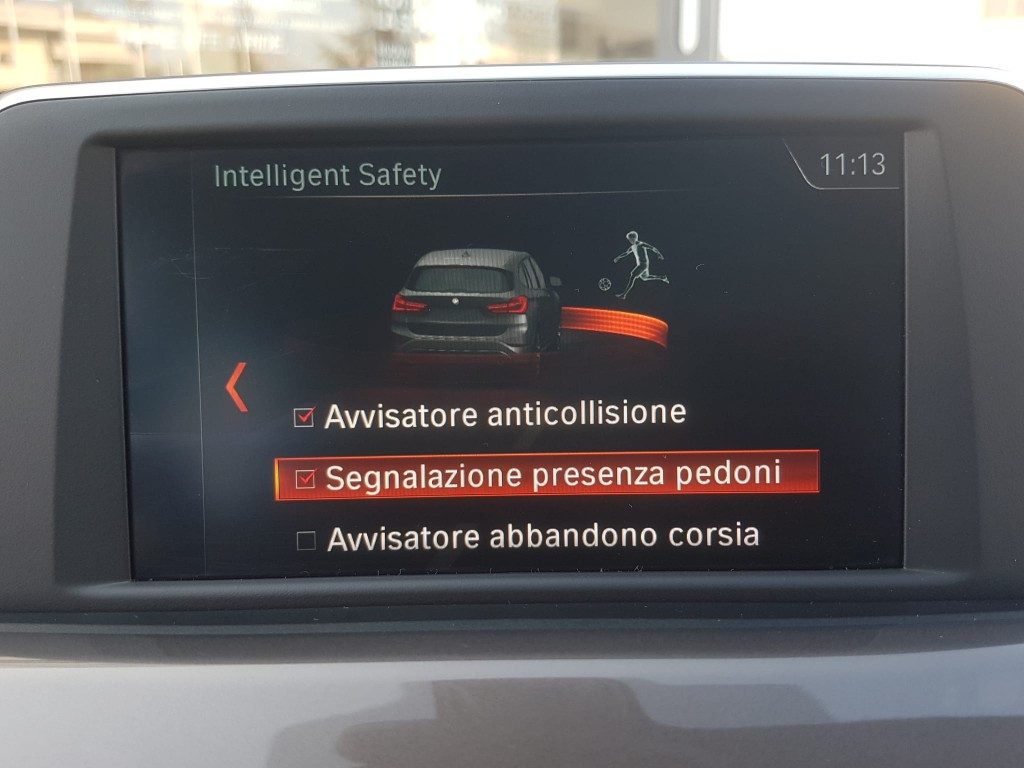 Intelligent Safety
11:13
Avvisatore anticollisione
Segnalazione presenza pedoni
Avvisatore abbandono corsia